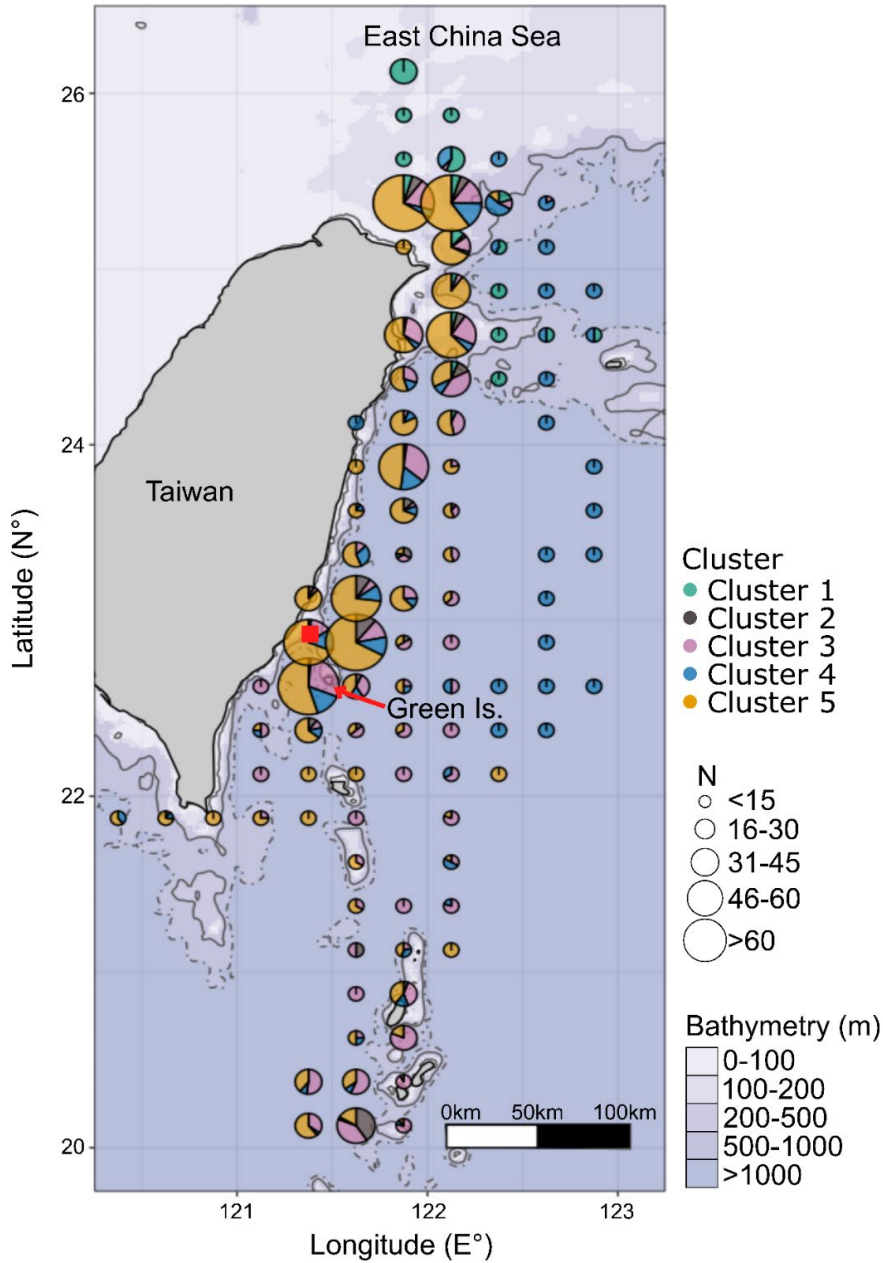 East China Sea
26
24
22
20
Latitude (N°)
Taiwan
Green Is.
0km 50km 100km
121 122 123
Longitude (E°)
Cluster
Cluster 1
Cluster 2
Cluster 3
Cluster 4
Cluster 5
N
<15
16-30
31-45
46-60
>60
Bathymetry (m)
0-100
100-200
200-500
500-1000
>1000